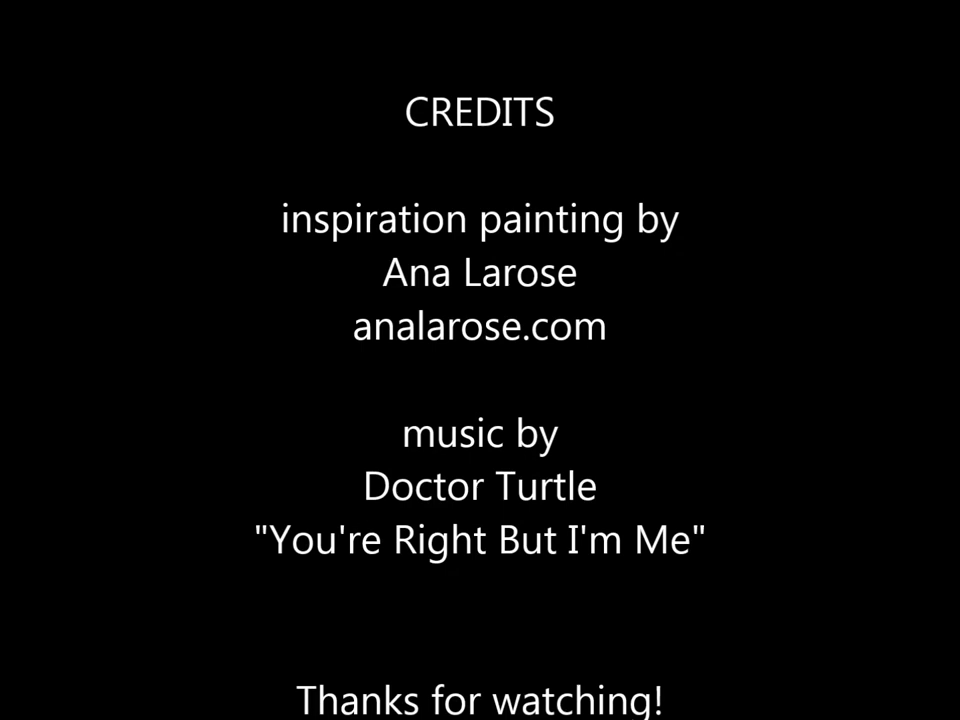 CREDITS
inspiration painting by
Ana Larose
analarose.com
music by
Doctor Turtle
"You're Right But I'm Me"
Thanks for watching!